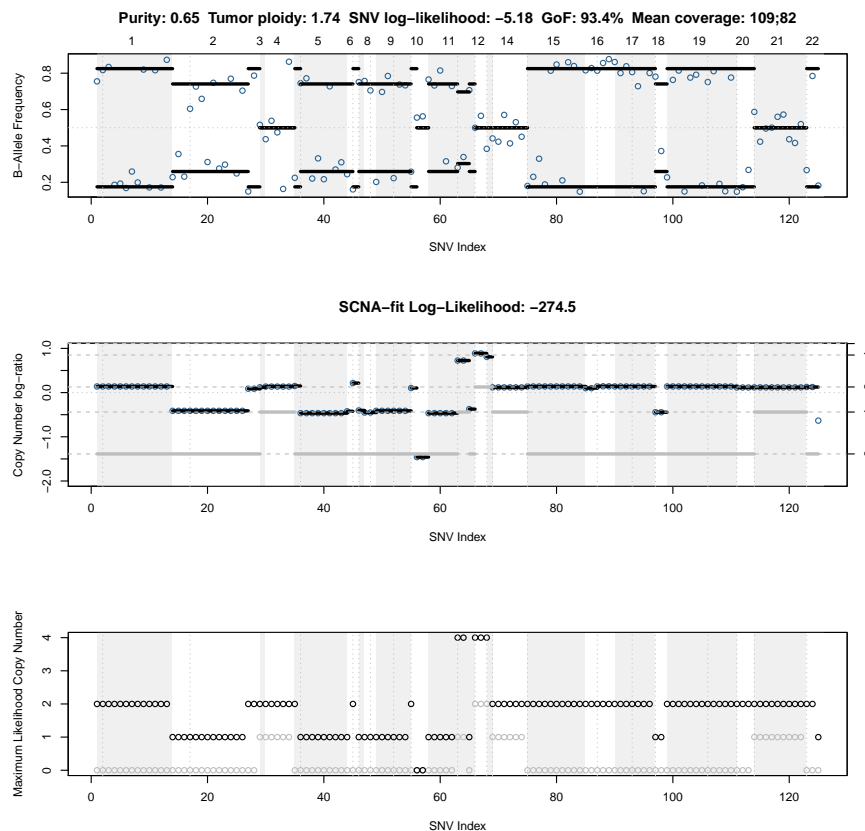 Purity: 0.65 Tumor ploidy: 1.74 SNV log−likelihood: −5.18 GoF: 93.4% Mean coverage: 109;82
1 2 3 4 5 6 8 9 10 11 12 14 15 16 17 18 19 20 21 22
B−Allele Frequency
0.2 0.4 0.6 0.8
0 20 40 60 80 100 120
SNV Index
SCNA−fit Log−Likelihood: −274.5
Copy Number log−ratio
−2.0 −1.0 0.0 1.0
0 20 40 60 80 100 120
SNV Index
Maximum Likelihood Copy Number
0 1 2 3 4
0 20 40 60 80 100 120
SNV Index